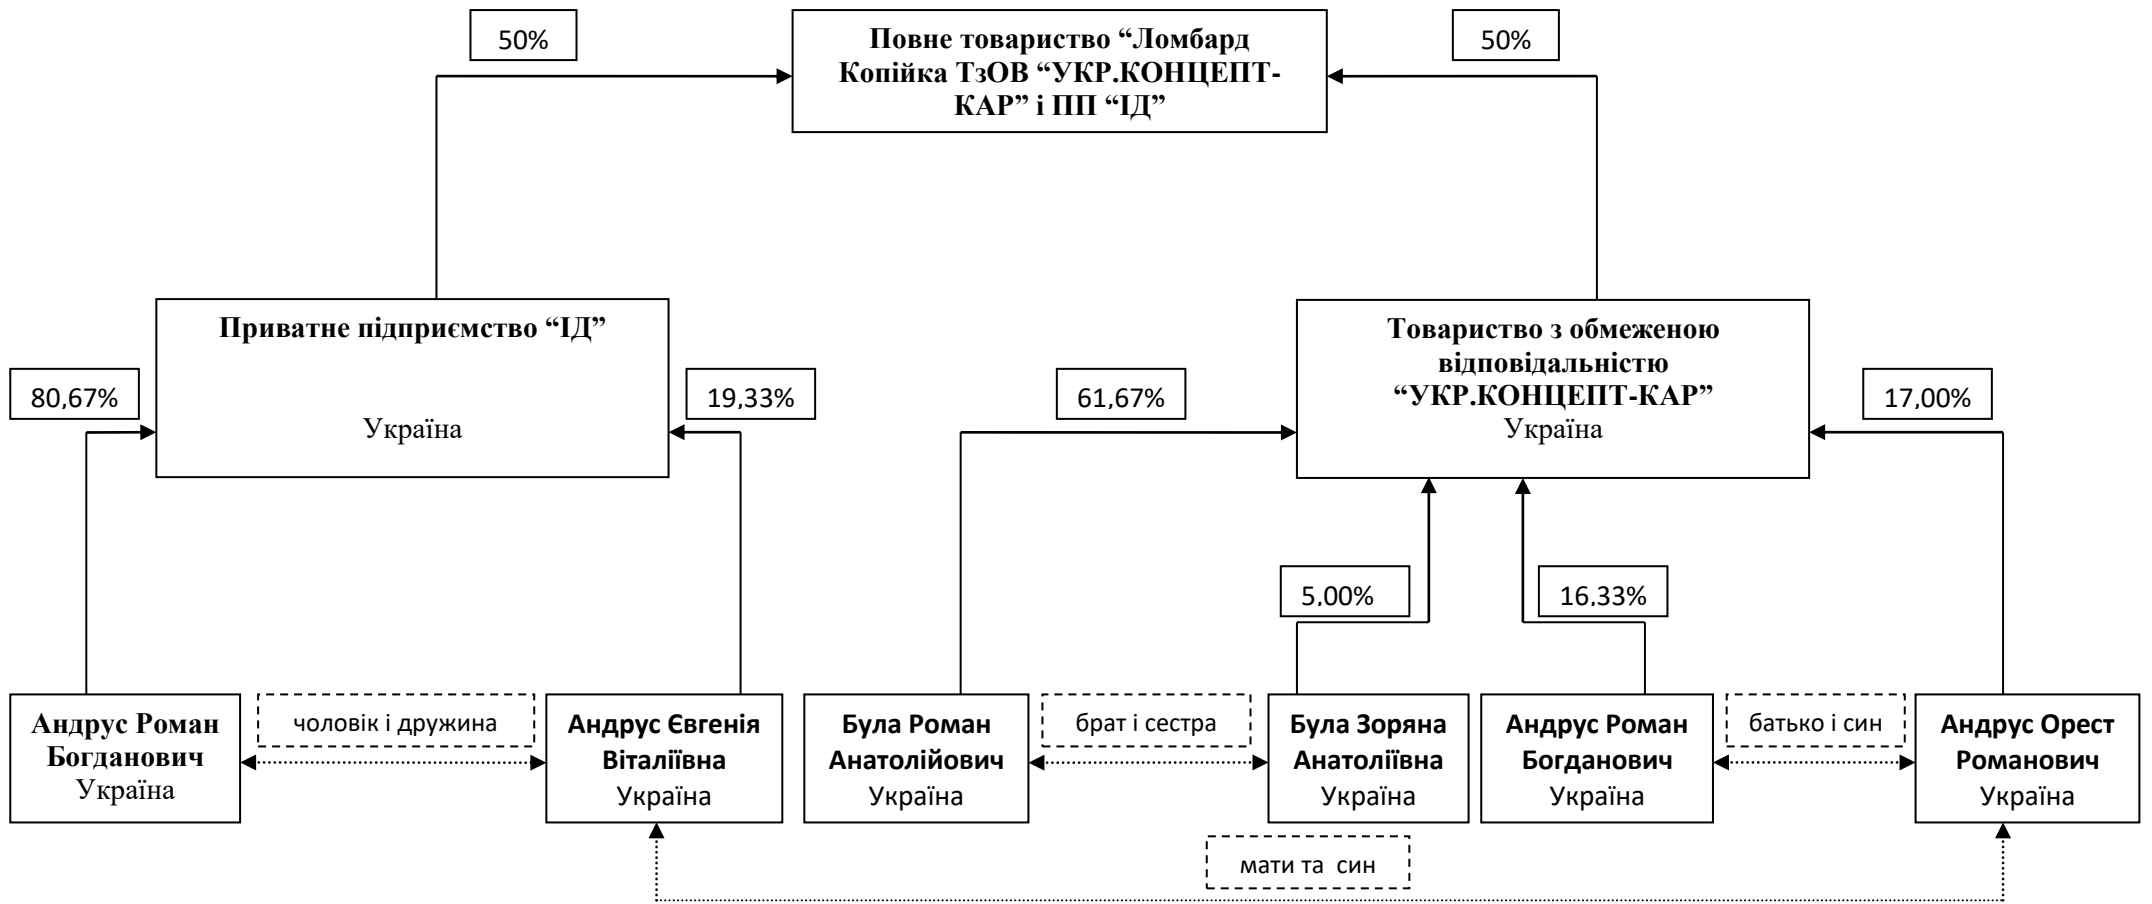 50%
Повне товариство “Ломбард
Копійка ТзОВ “УКР.КОНЦЕПТ-
КАР” і ПП “ІД”
50%
Приватне підприємство “ІД”
Україна
Товариство з обмеженою
відповідальністю
“УКР.КОНЦЕПТ-КАР”
Україна
80,67%
19,33%
61,67%
17,00%
5,00%
16,33%
Андрус Роман
Богданович
Україна
чоловік і дружина
Андрус Євгенія
Віталіївна
Україна
Була Роман
Анатолійович
Україна
брат і сестра
Була Зоряна
Анатоліївна
Україна
Андрус Роман
Богданович
Україна
батько і син
Андрус Орест
Романович
Україна
мати та  син